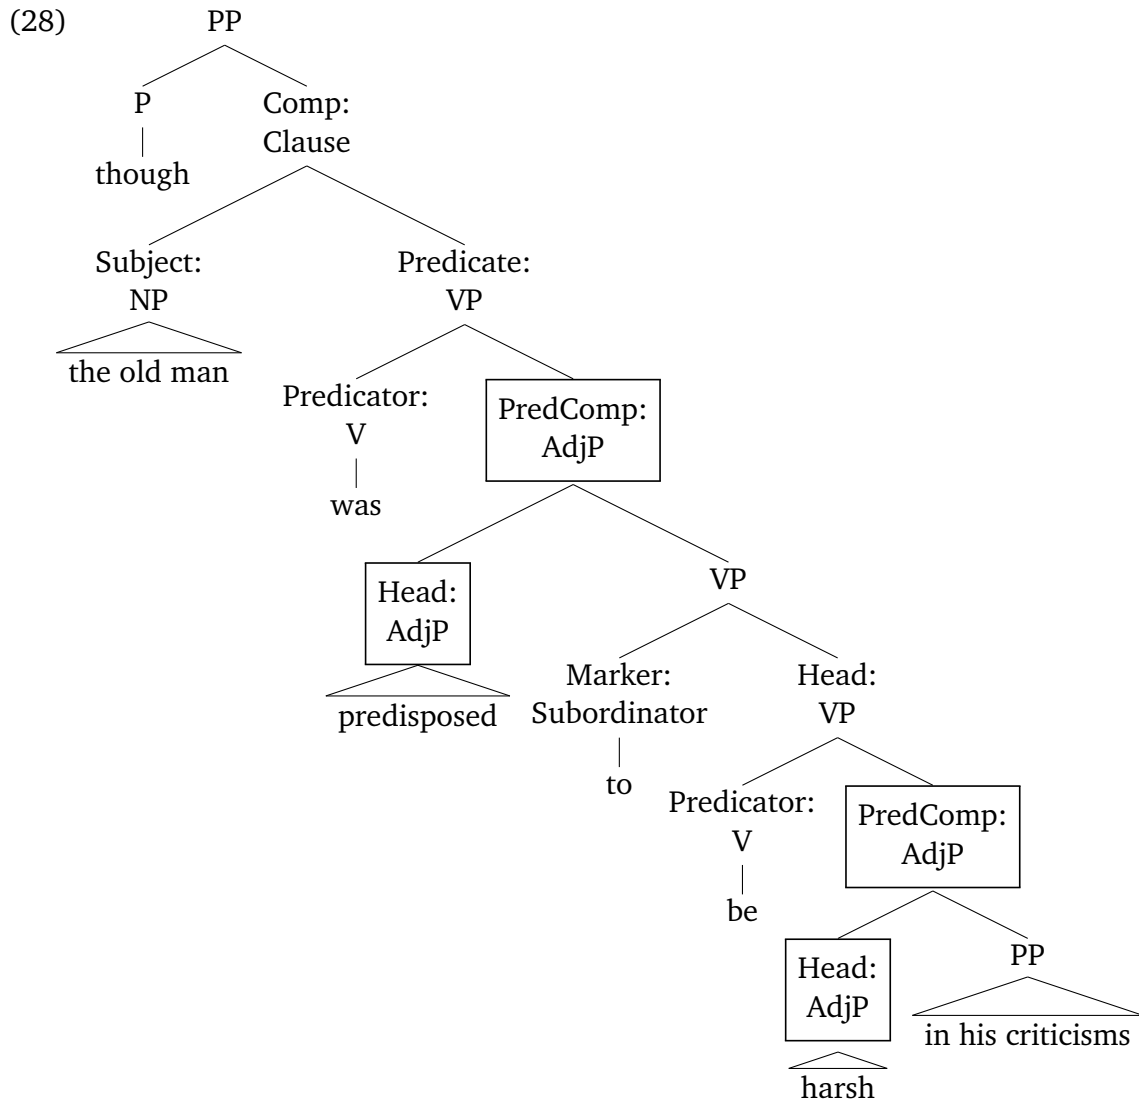 (28)
PP
P
Comp:
Clause
though
Subject:
NP
Predicate:
VP
the old man
Predicator:
V
PredComp:
AdjP
was
Head:
AdjP
VP
predisposed
Marker:
Subordinator
Head:
VP
to
Predicator:
V
PredComp:
AdjP
be
Head:
AdjP
PP
in his criticisms
harsh